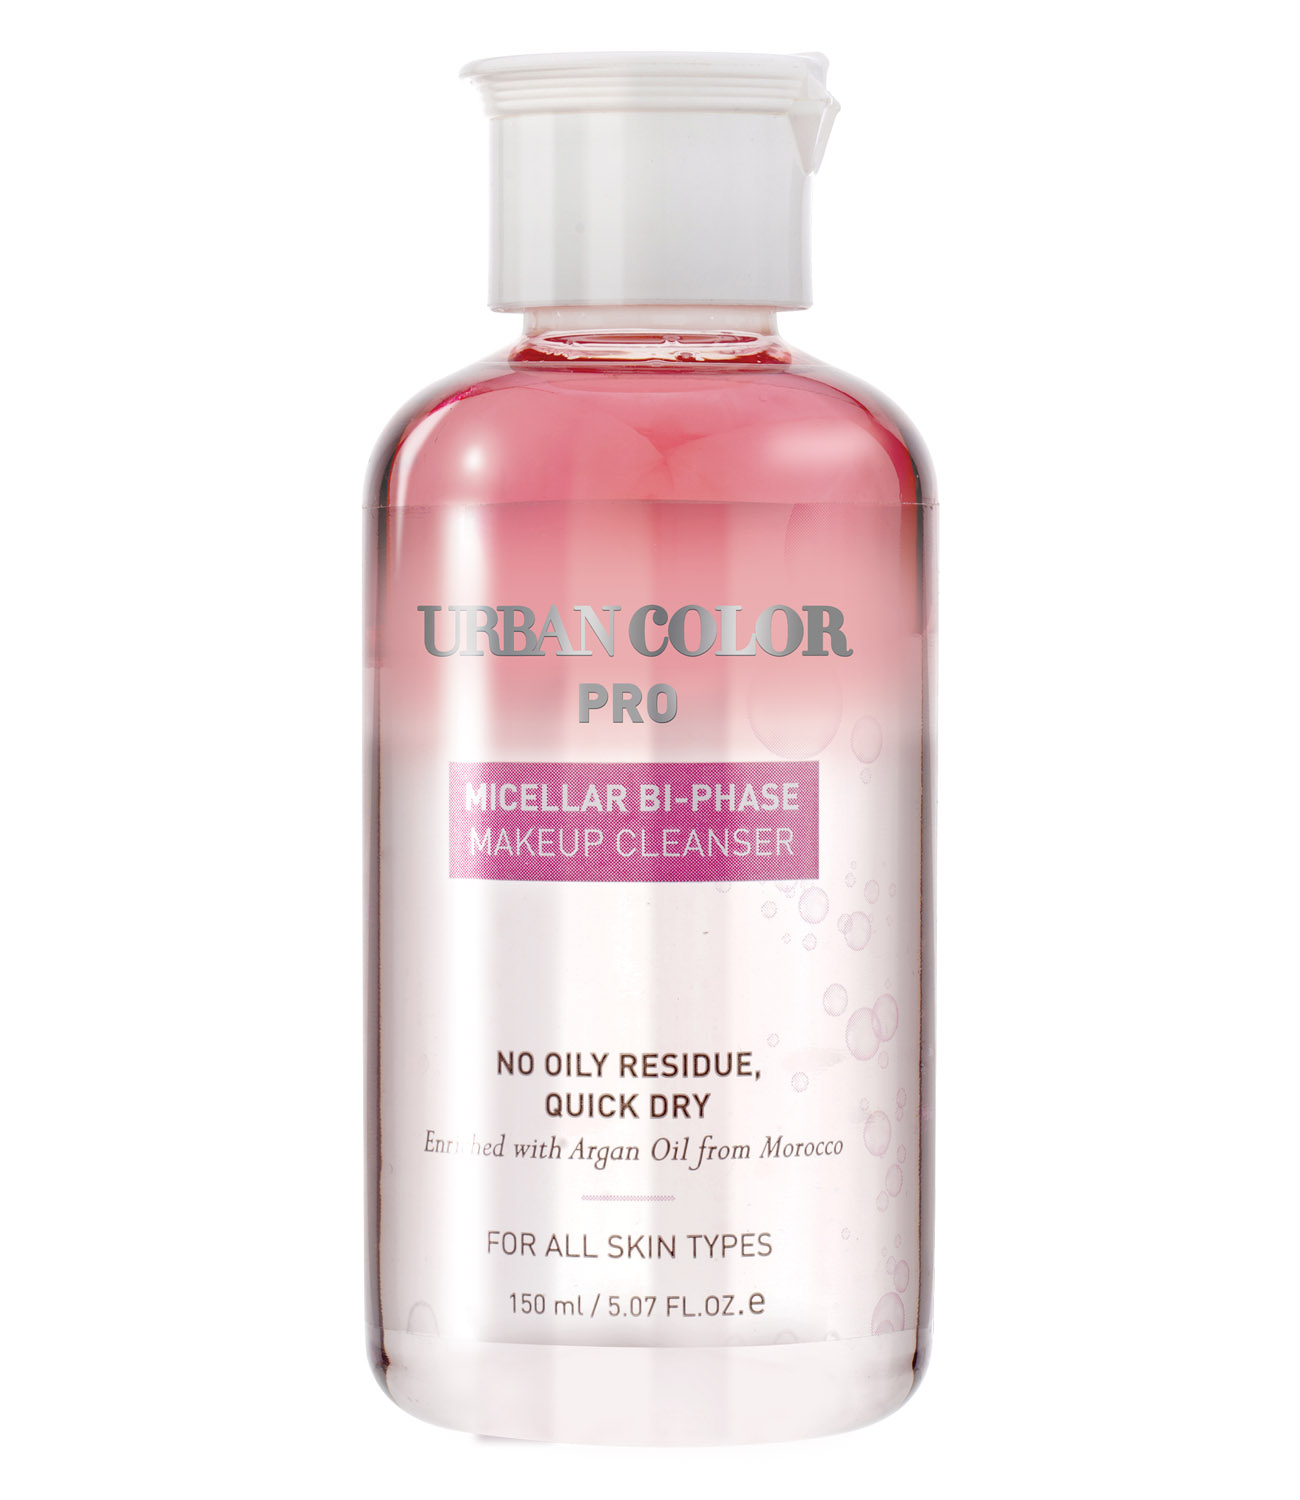 URBAN COLOR
PRO
MICELLAR BI-PHASE
MAKEUP CLEANSER
NO OILY RESIDUE,
QUICK DRY
Enriched with Argan Oil from Morocco
FOR ALL SKIN TYPES
150 ml / 5.07 FL.OZ.e